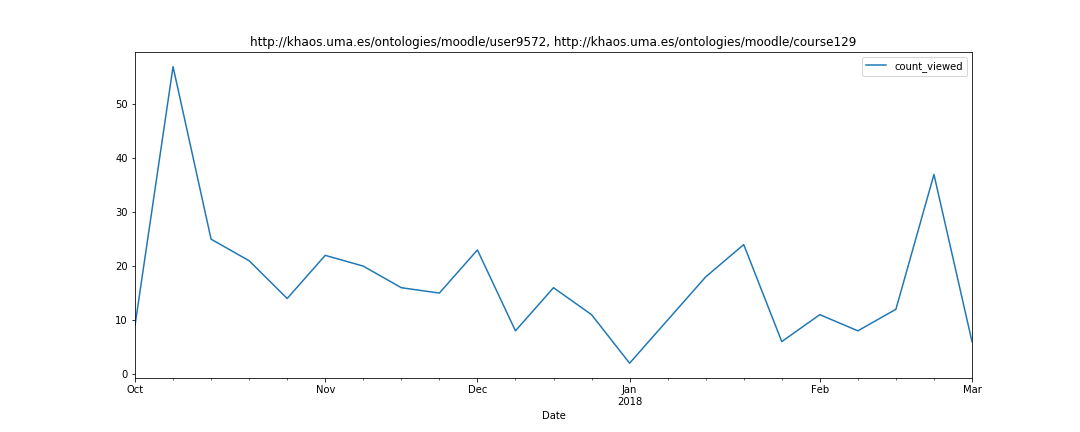 http://khaos.uma.es/ontologies/moodle/user9572, http://khaos.uma.es/ontologies/moodle/course129
count_viewed
50
40
30
20
10
0
Oct Nov Dec Jan Feb Mar
2018
Date